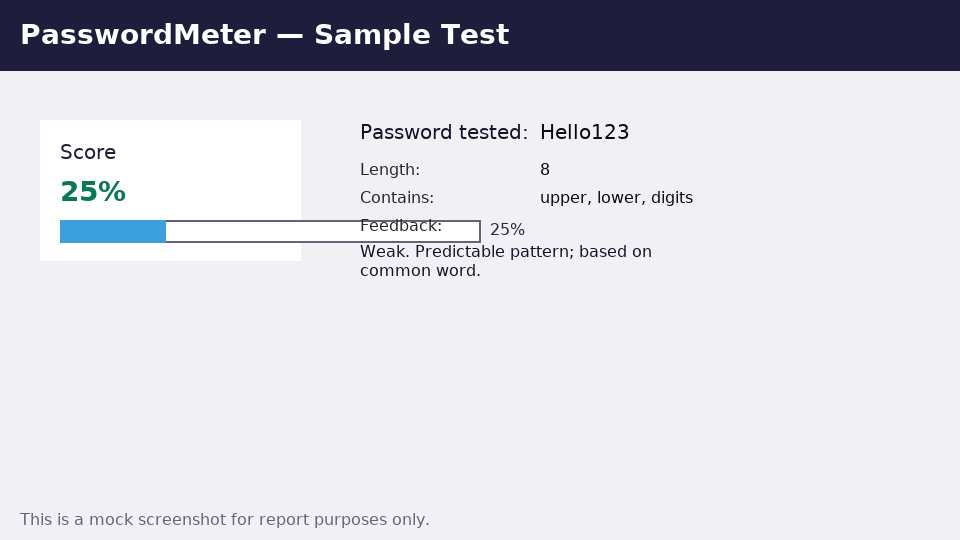 PasswordMeter — Sample Test
Score
25%
25%
Password tested: Hello123
Length: 8
Contains: upper, lower, digits
Feedback:
Weak. Predictable pattern; based on
common word.
This is a mock screenshot for report purposes only.